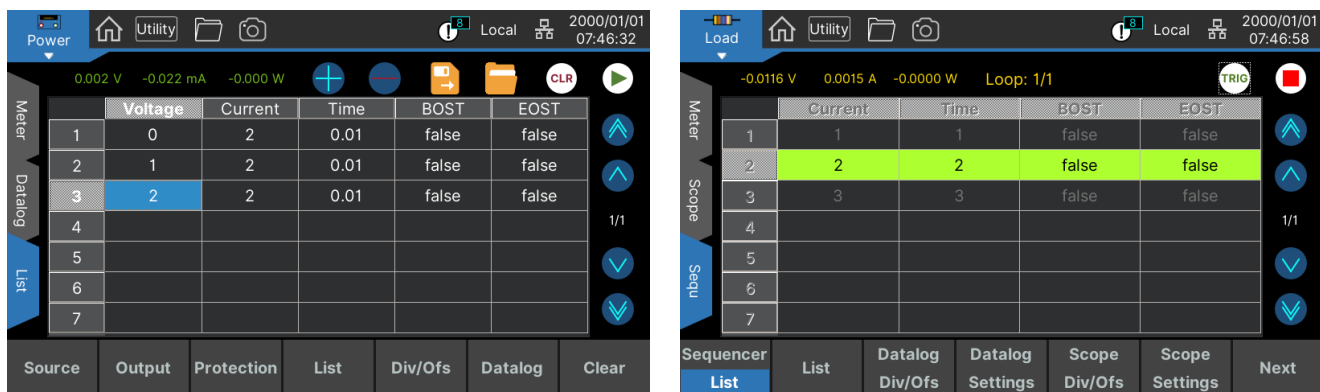 Power Utility 8 Local 2000/01/01
07:46:32
0.002 V -0.022 mA -0.000 W CLR
Meter
Datalog
List
Voltage Current Time BOST EOST
1 0 2 0.01 false false
2 1 2 0.01 false false
3 2 2 0.01 false false
4
5
6
7
1/1
Source Output Protection List Div/Ofs Datalog Clear
Load Utility 8 Local 2000/01/01
07:46:58
-0.0116 V 0.0015 A -0.0000 W Loop: 1/1 TRIG
Meter
Scope
Sequ
Current Time BOST EOST
1 1 1 false false
2 2 2 false false
3 3 3 false false
4
5
6
7
1/1
Sequencer List Datalog Datalog Scope Scope Next
List Div/Ofs Settings Div/Ofs Settings